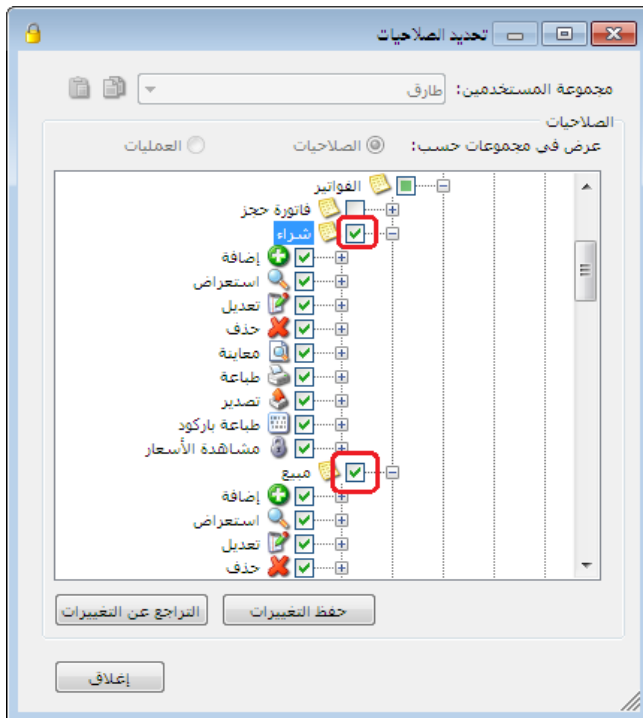 تحديد الصلاحيات
مجموعة المستخدمين: طارق
الصلاحيات
عرض في مجموعات حسب: الصلاحيات العمليات
الفواتير
فاتورة حجز
شراء
إضافة
استعراض
تعديل
حذف
معاينة
طباعة
تصدير
طباعة باركود
مشاهدة الأسعار
مبيع
إضافة
استعراض
تعديل
حذف
حفظ التغييرات التراجع عن التغييرات
إغلاق